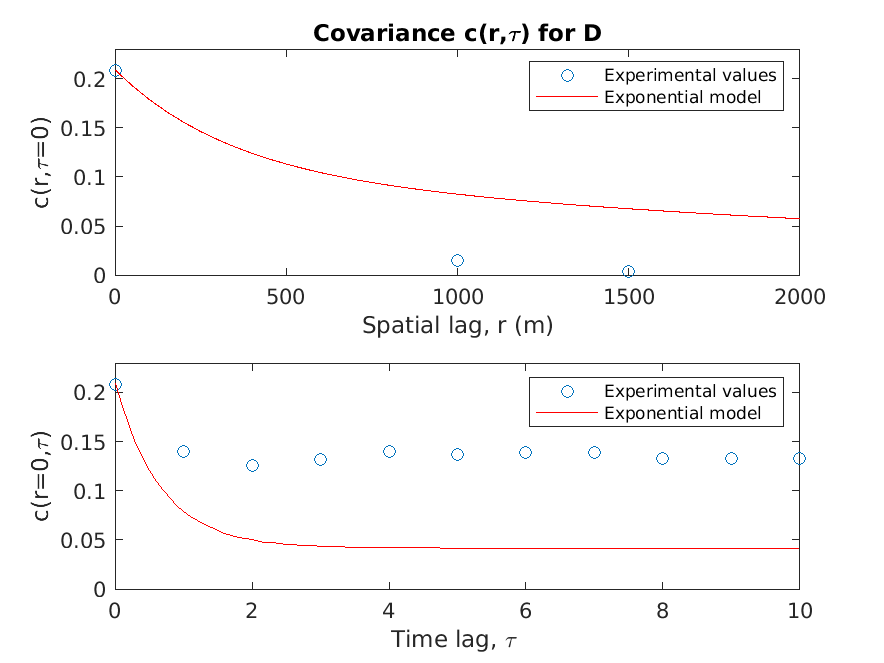 Covariance c(r,τ) for D
c(r,τ=0)
0.2
0.15
0.1
0.05
0
Experimental values
Exponential model
0 500 1000 1500 2000
Spatial lag, r (m)
c(r=0,τ)
0.2
0.15
0.1
0.05
0
Experimental values
Exponential model
0 2 4 6 8 10
Time lag, τ